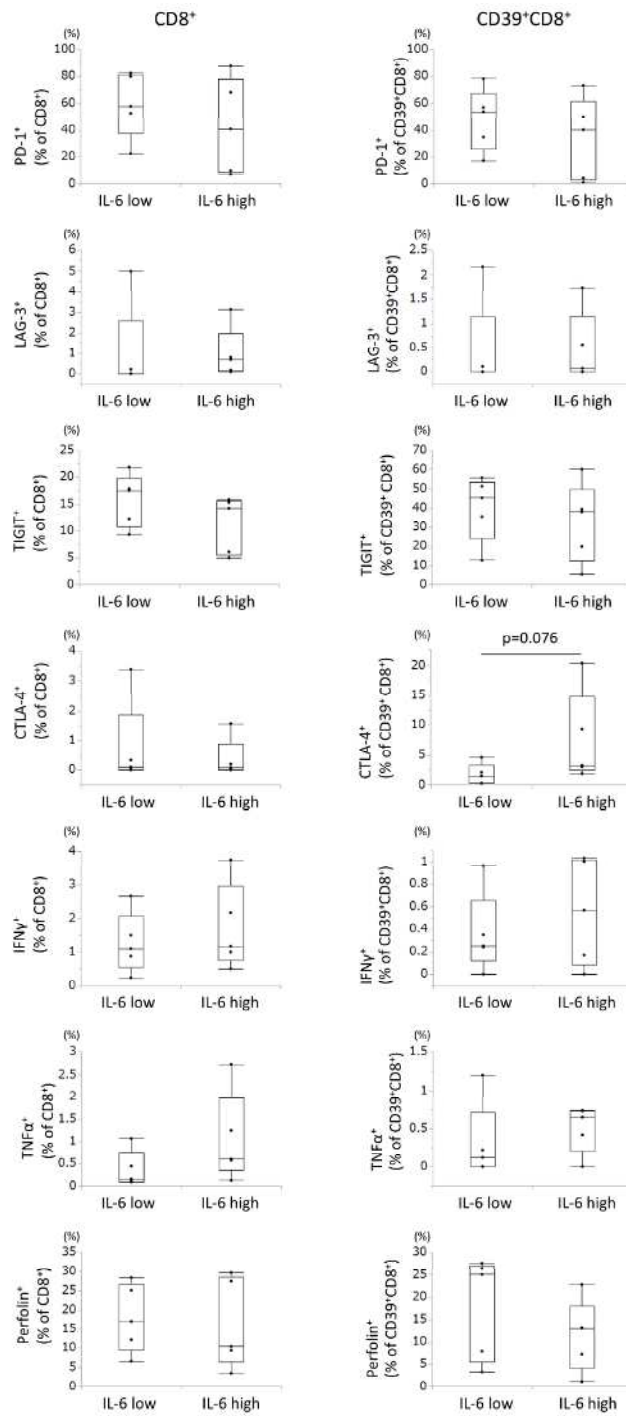 CD8⁺
CD39⁺CD8⁺
(%)
PD-1⁺
(% of CD8⁺)
100
80
60
40
20
0
IL-6 low IL-6 high
(%)
PD-1⁺
(% of CD39⁺CD8⁺)
100
80
60
40
20
0
IL-6 low IL-6 high
(%)
LAG-3⁺
(% of CD8⁺)
6
5
4
3
2
1
0
IL-6 low IL-6 high
(%)
LAG-3⁺
(% of CD39⁺CD8⁺)
2.5
2
1.5
1
0.5
0
IL-6 low IL-6 high
(%)
TIGIT⁺
(% of CD8⁺)
25
20
15
10
5
0
IL-6 low IL-6 high
(%)
TIGIT⁺
(% of CD39⁺ CD8⁺)
70
60
50
40
30
20
10
0
IL-6 low IL-6 high
(%)
CTLA-4⁺
(% of CD8⁺)
4
3
2
1
0
IL-6 low IL-6 high
(%)
p=0.076
CTLA-4⁺
(% of CD39⁺ CD8⁺)
20
15
10
5
0
IL-6 low IL-6 high
(%)
IFNγ⁺
(% of CD8⁺)
4
3
2
1
0
IL-6 low IL-6 high
(%)
IFNγ⁺
(% of CD39⁺CD8⁺)
1
0.8
0.6
0.4
0.2
0
IL-6 low IL-6 high
(%)
TNFα⁺
(% of CD8⁺)
3
2.5
2
1.5
1
0.5
0
IL-6 low IL-6 high
(%)
TNFα⁺
(% of CD39⁺CD8⁺)
1.5
1
0.5
0
IL-6 low IL-6 high
(%)
Perfolin⁺
(% of CD8⁺)
35
30
25
20
15
10
5
0
IL-6 low IL-6 high
(%)
Perfolin⁺
(% of CD39⁺CD8⁺)
30
25
20
15
10
5
0
IL-6 low IL-6 high